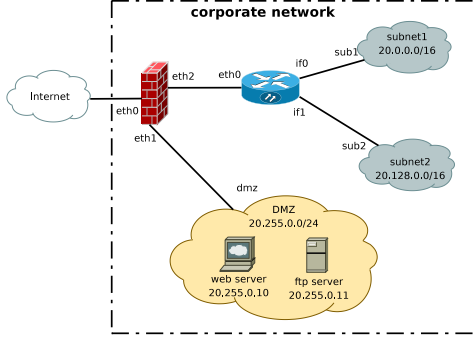 corporate network
subnet1
20.0.0.0/16
sub1
if0
eth2
eth0
Internet
eth0
if1
eth1
sub2
subnet2
20.128.0.0/16
dmz
DMZ
20.255.0.0/24
web server
20.255.0.10
ftp server
20.255.0.11